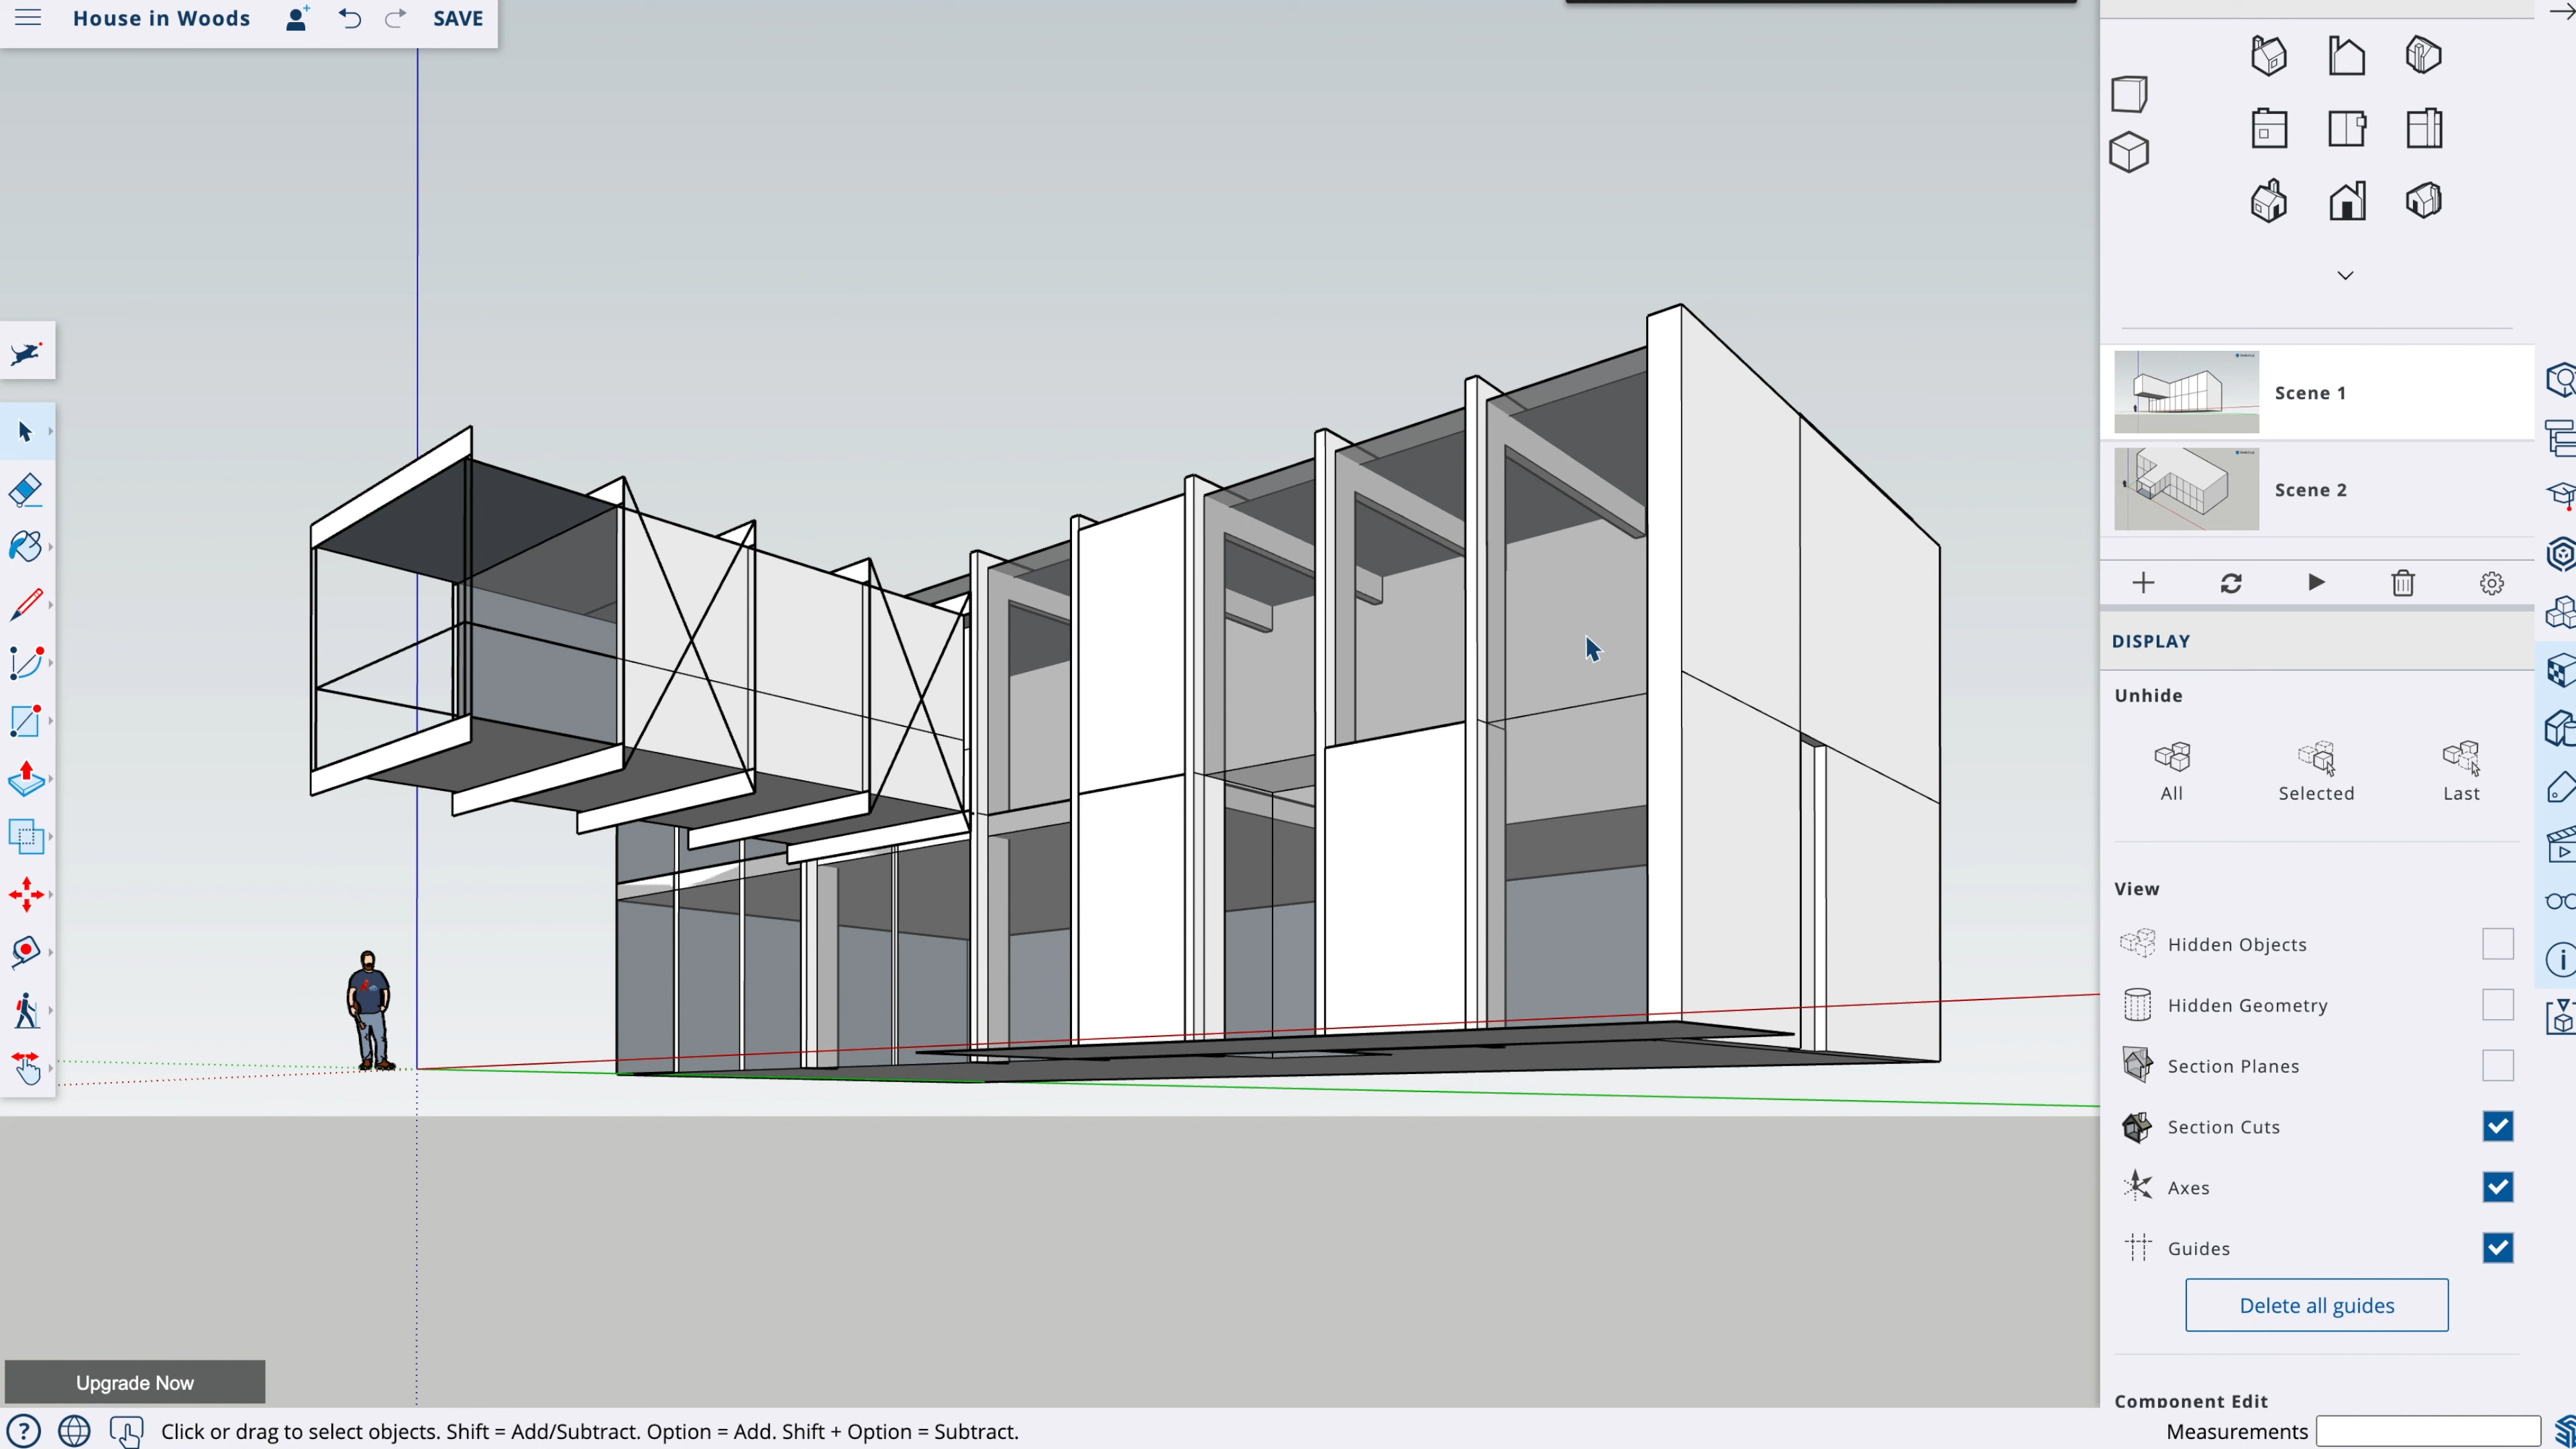 House in Woods
SAVE
Scene 1
Scene 2
DISPLAY
Unhide
All
Selected
Last
View
Hidden Objects
Hidden Geometry
Section Planes
Section Cuts
Axes
Guides
Delete all guides
Component Edit
Upgrade Now
Click or drag to select objects. Shift = Add/Subtract. Option = Add. Shift + Option = Subtract.
Measurements